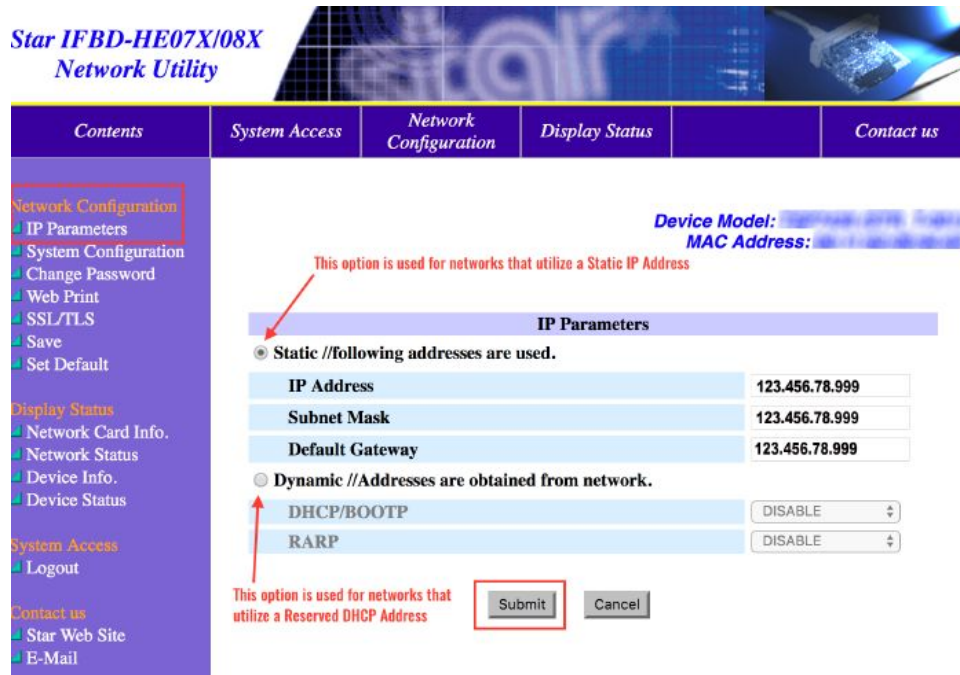 Star IFBD-HE07X/08X
Network Utility
star
Contents
System Access
Network
Configuration
Display Status
Contact us
Network Configuration
IP Parameters
System Configuration
Change Password
Web Print
SSL/TLS
Save
Set Default
Display Status
Network Card Info.
Network Status
Device Info.
Device Status
System Access
Logout
Contact us
Star Web Site
E-Mail
Device Model:
MAC Address:
This option is used for networks that utilize a Static IP Address
IP Parameters
Static //following addresses are used.
IP Address 123.456.78.999
Subnet Mask 123.456.78.999
Default Gateway 123.456.78.999
Dynamic //Addresses are obtained from network.
DHCP/BOOTP DISABLE
RARP DISABLE
This option is used for networks that
utilize a Reserved DHCP Address
Submit
Cancel